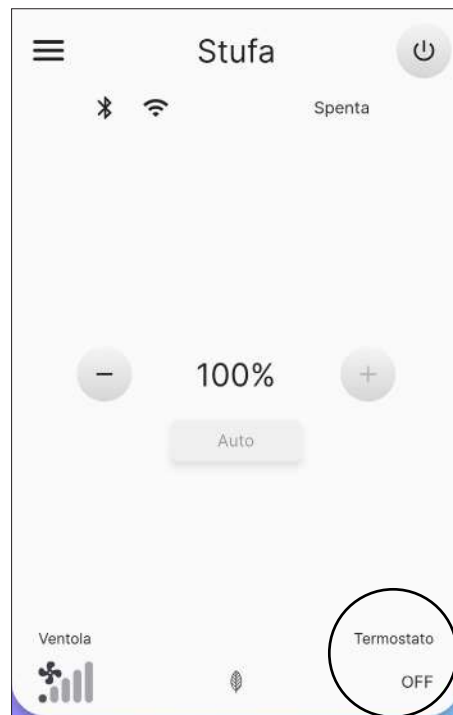 Stufa
Spenta
− 100% +
Auto
Ventola
Termostato
OFF